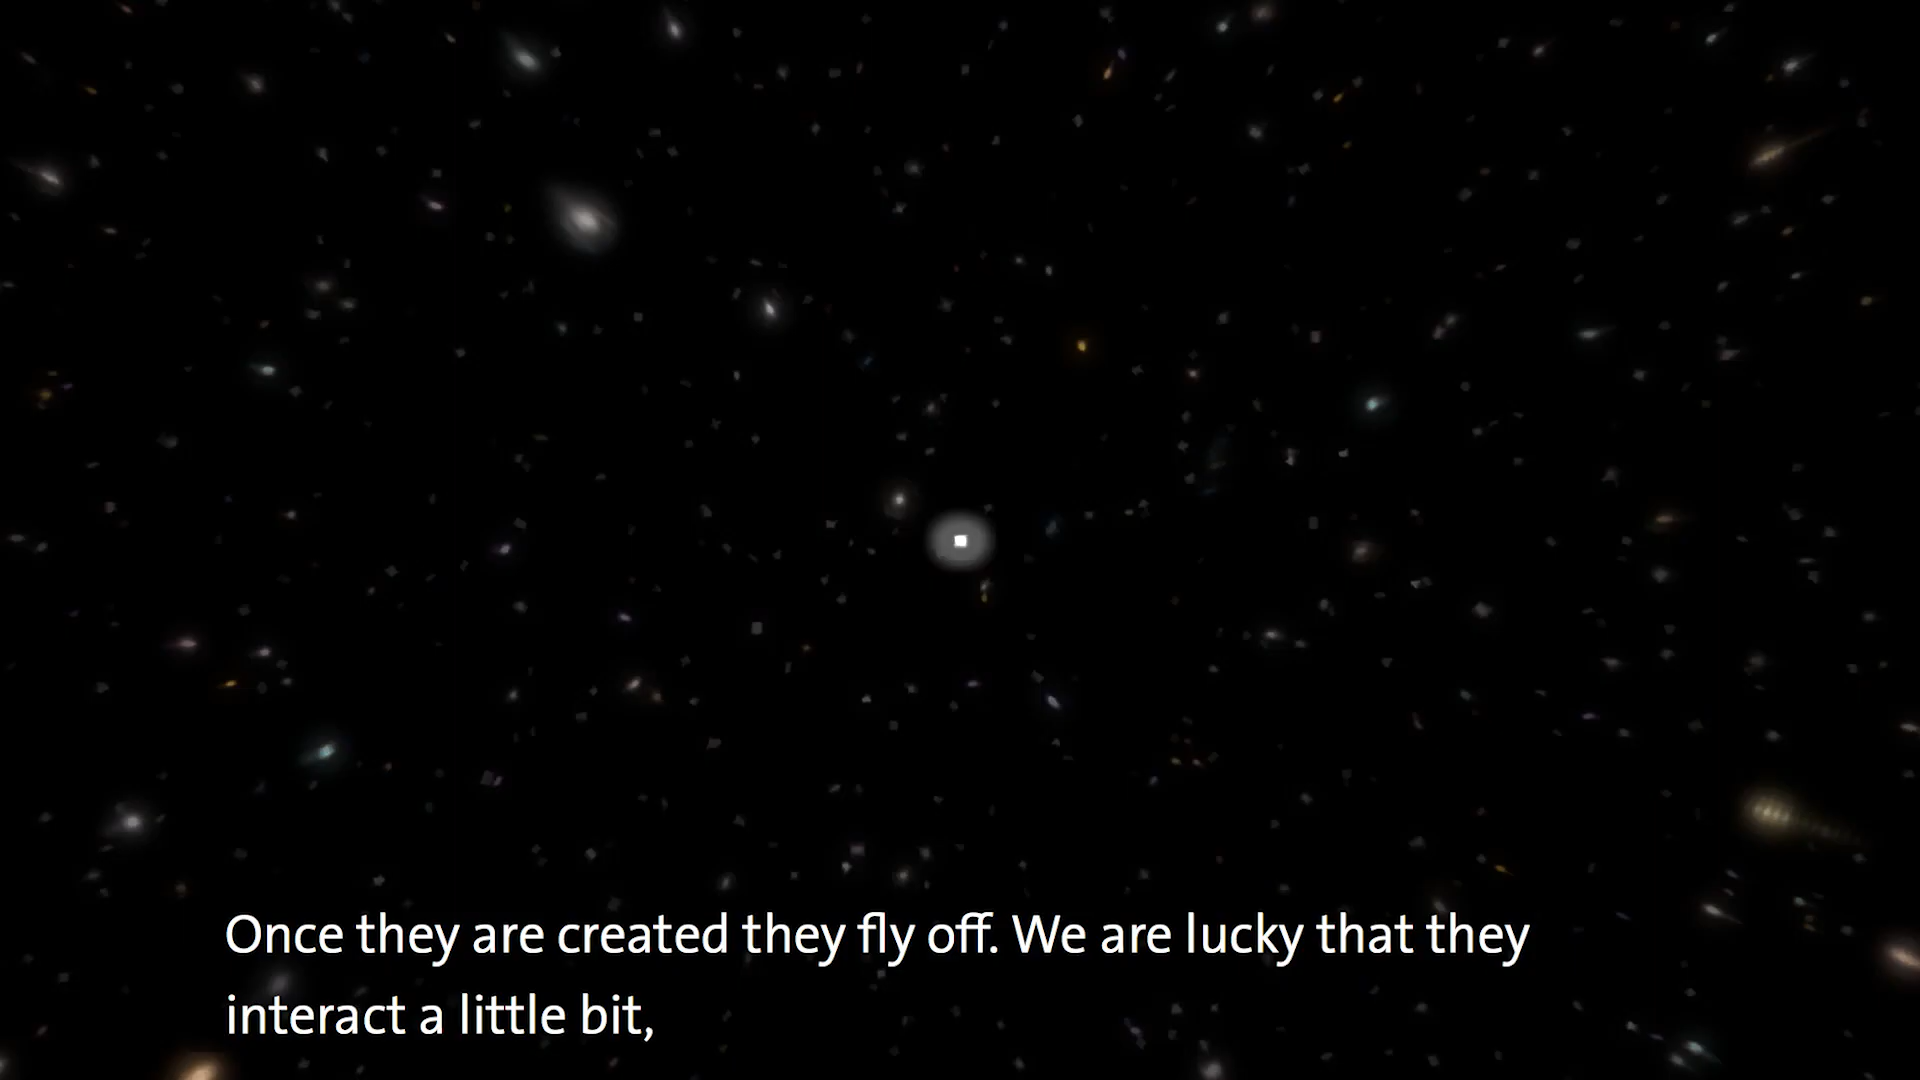 Once they are created they fly off. We are lucky that they
interact a little bit,